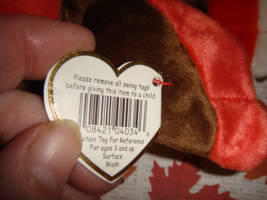 Please remove all swing tags
before giving this item to a child
08421 04034
etain Tag For Reference
For ages 3 and up
Surface
Wash